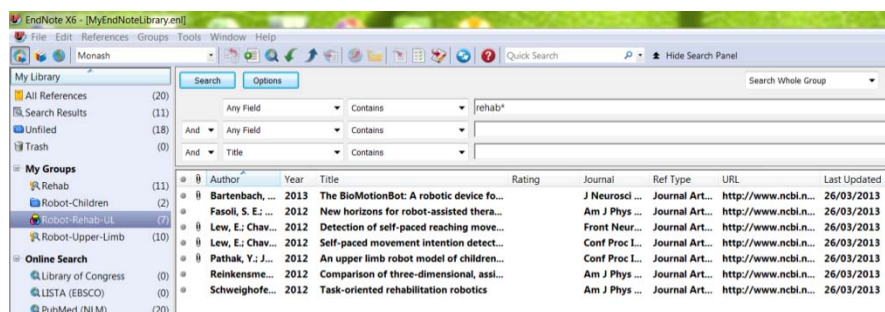 EndNote X6 - [MyEndNoteLibrary.enl]
File Edit References Groups Tools Window Help
Monash Quick Search Hide Search Panel
My Library
All References (20)
Search Results (11)
Unfiled (18)
Trash (0)
My Groups
Rehab (11)
Robot-Children (2)
Robot-Rehab-UL (7)
Robot-Upper-Limb (10)
Online Search
Library of Congress (0)
LISTA (EBSCO) (0)
PubMed (NLM) (20)
Search Options Search Whole Group
Any Field Contains rehab*
And Any Field Contains
And Title Contains
Author Year Title Rating Journal Ref Type URL Last Updated
Bartenbach, ... 2013 The BioMotionBot: A robotic device fo... J Neurosci ... Journal Art... http://www.ncbi.n... 26/03/2013
Fasoli, S. E.; ... 2012 New horizons for robot-assisted thera... Am J Phys ... Journal Art... http://www.ncbi.n... 26/03/2013
Lew, E.; Chav... 2012 Detection of self-paced reaching move... Front Neur... Journal Art... http://www.ncbi.n... 26/03/2013
Lew, E.; Chav... 2012 Self-paced movement intention detect... Conf Proc I... Journal Art... http://www.ncbi.n... 26/03/2013
Pathak, Y.; J... 2012 An upper limb robot model of children... Conf Proc I... Journal Art... http://www.ncbi.n... 26/03/2013
Reinkensme... 2012 Comparison of three-dimensional, assi... Am J Phys ... Journal Art... http://www.ncbi.n... 26/03/2013
Schweighofe... 2012 Task-oriented rehabilitation robotics Am J Phys ... Journal Art... http://www.ncbi.n... 26/03/2013